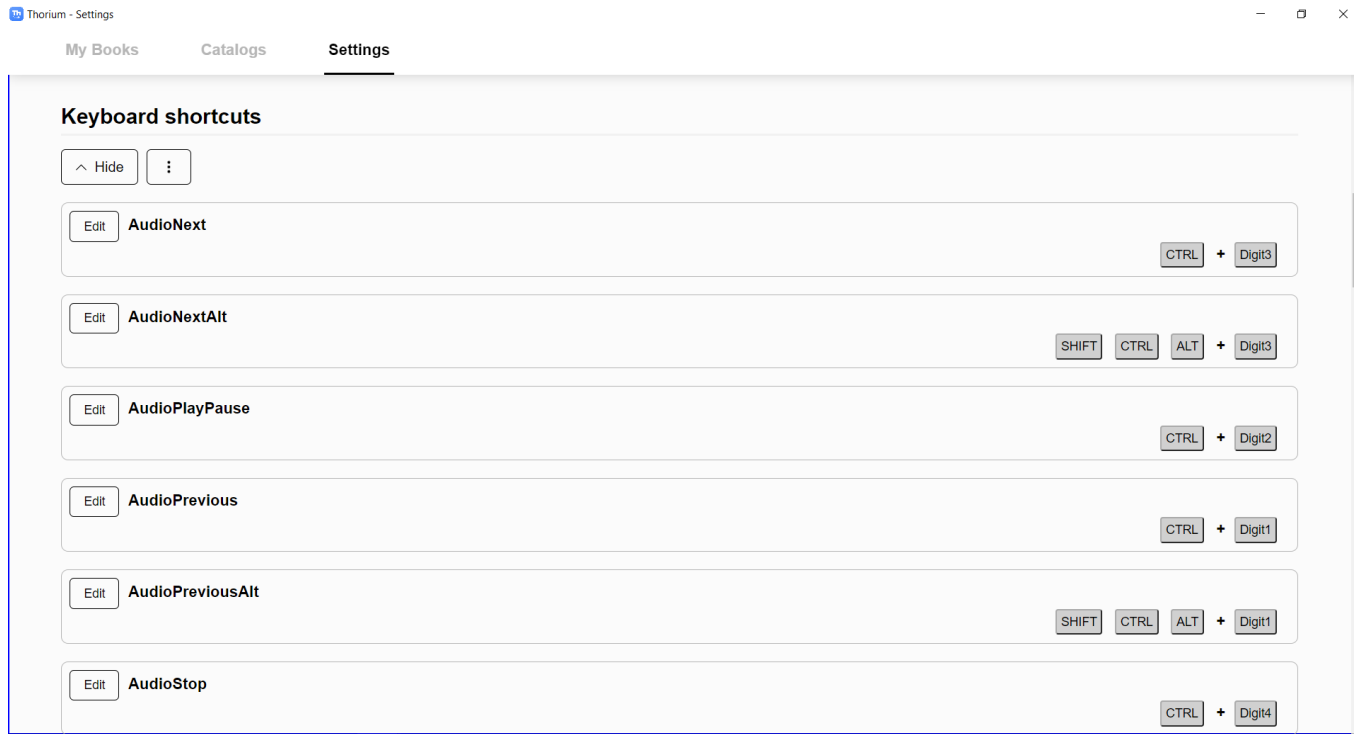 Thorium - Settings
My Books Catalogs Settings
Keyboard shortcuts
Hide
Edit AudioNext
CTRL + Digit3
Edit AudioNextAlt
SHIFT CTRL ALT + Digit3
Edit AudioPlayPause
CTRL + Digit2
Edit AudioPrevious
CTRL + Digit1
Edit AudioPreviousAlt
SHIFT CTRL ALT + Digit1
Edit AudioStop
CTRL + Digit4